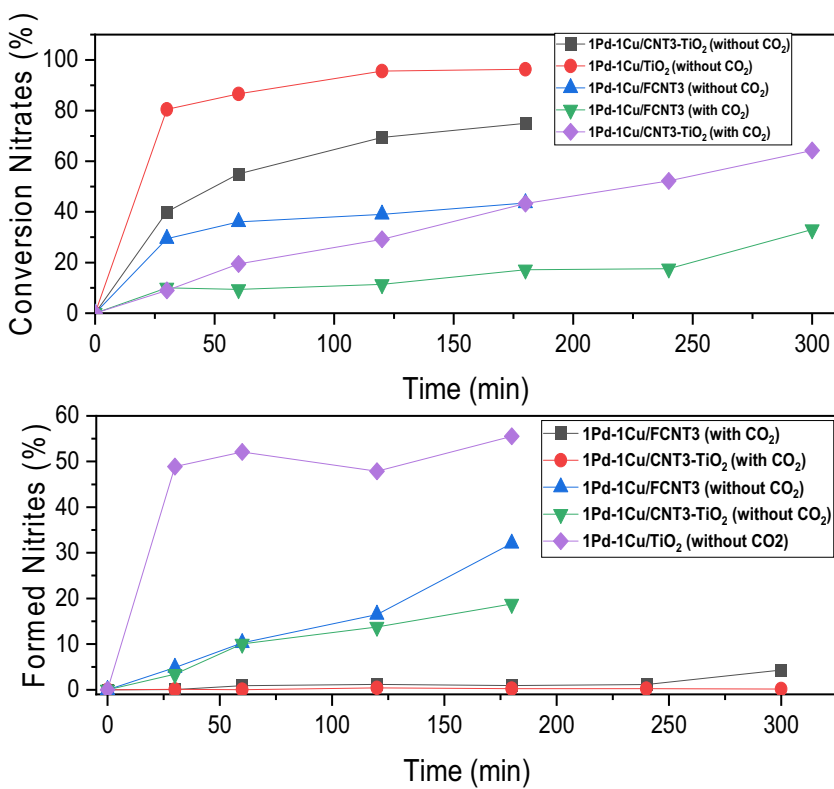 Conversion Nitrates (%)
100
80
60
40
20
0
1Pd-1Cu/CNT3-TiO₂ (without CO₂)
1Pd-1Cu/TiO₂ (without CO₂)
1Pd-1Cu/FCNT3 (without CO₂)
1Pd-1Cu/FCNT3 (with CO₂)
1Pd-1Cu/CNT3-TiO₂ (with CO₂)
0 50 100 150 200 250 300
Time (min)
Formed Nitrites (%)
60
50
40
30
20
10
0
1Pd-1Cu/FCNT3 (with CO₂)
1Pd-1Cu/CNT3-TiO₂ (with CO₂)
1Pd-1Cu/FCNT3 (without CO₂)
1Pd-1Cu/CNT3-TiO₂ (without CO₂)
1Pd-1Cu/TiO₂ (without CO2)
0 50 100 150 200 250 300
Time (min)